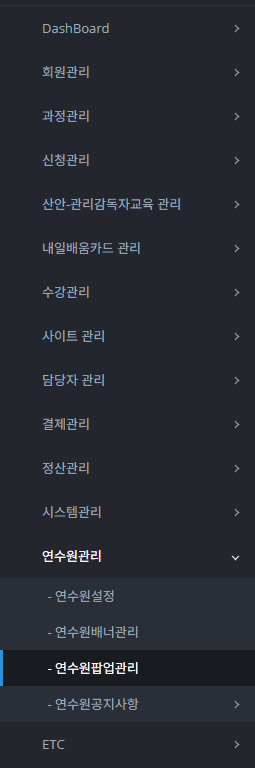 DashBoard
회원관리
과정관리
신청관리
산안-관리감독자교육 관리
내일배움카드 관리
수강관리
사이트 관리
담당자 관리
결제관리
정산관리
시스템관리
연수원관리
- 연수원설정
- 연수원배너관리
- 연수원팝업관리
- 연수원공지사항
ETC